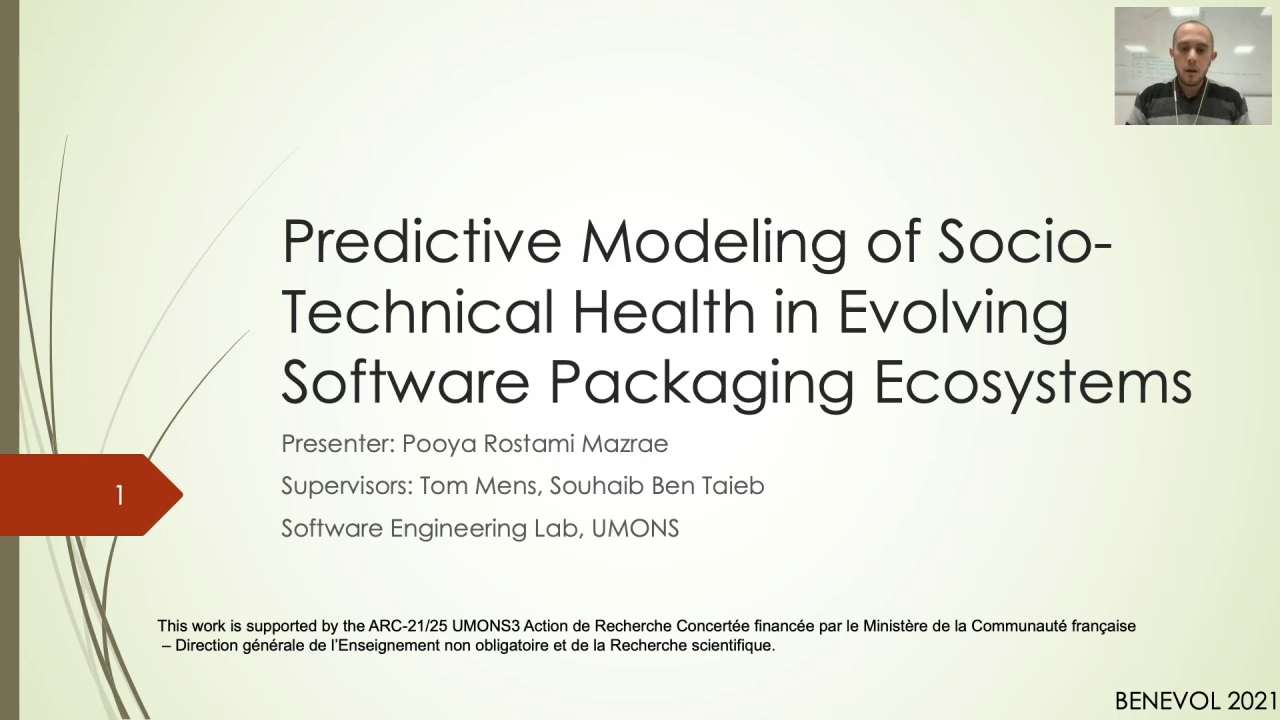 Predictive Modeling of Socio-
Technical Health in Evolving
Software Packaging Ecosystems
Presenter: Pooya Rostami Mazrae
Supervisors: Tom Mens, Souhaib Ben Taieb
Software Engineering Lab, UMONS
1
This work is supported by the ARC-21/25 UMONS3 Action de Recherche Concertée financée par le Ministère de la Communauté française
– Direction générale de l’Enseignement non obligatoire et de la Recherche scientifique.
BENEVOL 2021